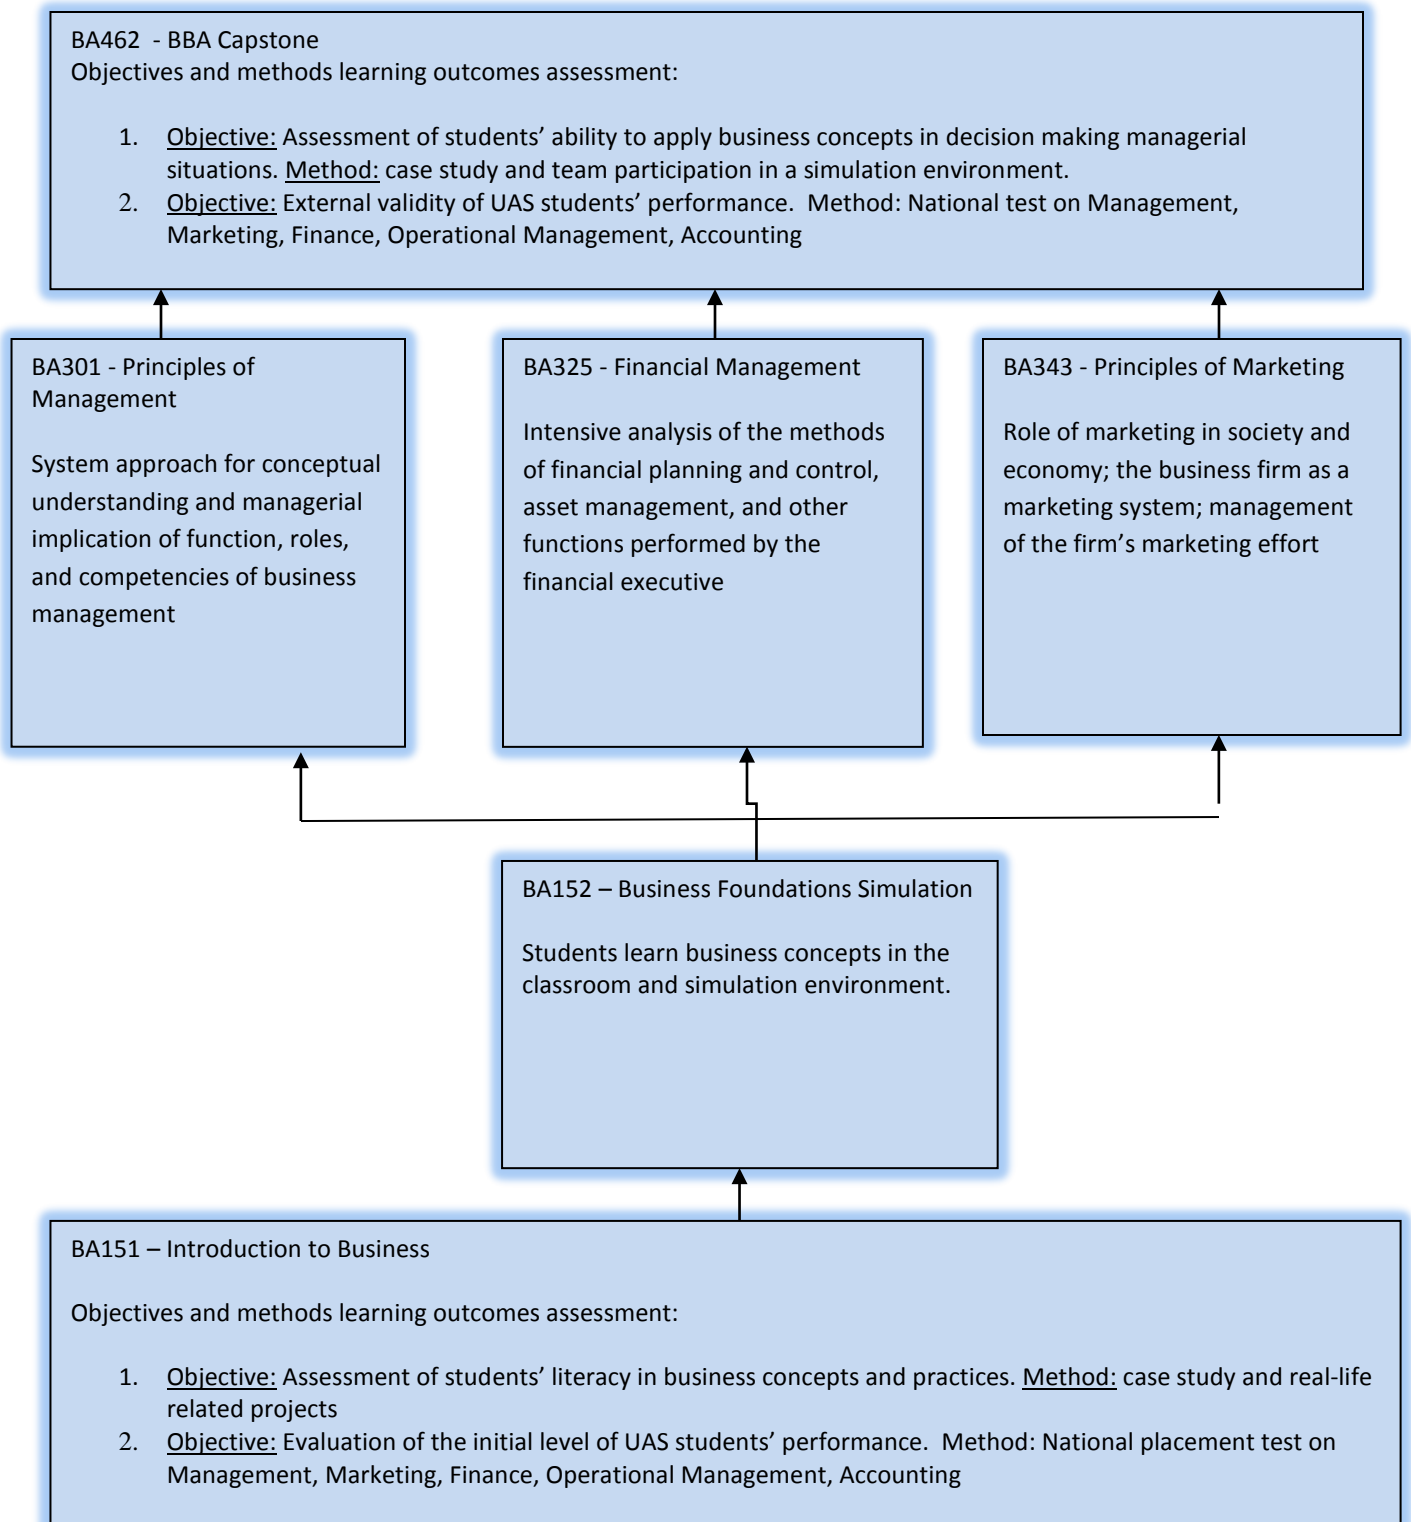 BA462 - BBA Capstone
Objectives and methods learning outcomes assessment:
1. Objective: Assessment of students’ ability to apply business concepts in decision making managerial
situations. Method: case study and team participation in a simulation environment.
2. Objective: External validity of UAS students’ performance. Method: National test on Management,
Marketing, Finance, Operational Management, Accounting
BA301 - Principles of
Management
System approach for conceptual
understanding and managerial
implication of function, roles,
and competencies of business
management
BA325 - Financial Management
Intensive analysis of the methods
of financial planning and control,
asset management, and other
functions performed by the
financial executive
BA343 - Principles of Marketing
Role of marketing in society and
economy; the business firm as a
marketing system; management
of the firm’s marketing effort
BA152 – Business Foundations Simulation
Students learn business concepts in the
classroom and simulation environment.
BA151 – Introduction to Business
Objectives and methods learning outcomes assessment:
1. Objective: Assessment of students’ literacy in business concepts and practices. Method: case study and real-life
related projects
2. Objective: Evaluation of the initial level of UAS students’ performance. Method: National placement test on
Management, Marketing, Finance, Operational Management, Accounting